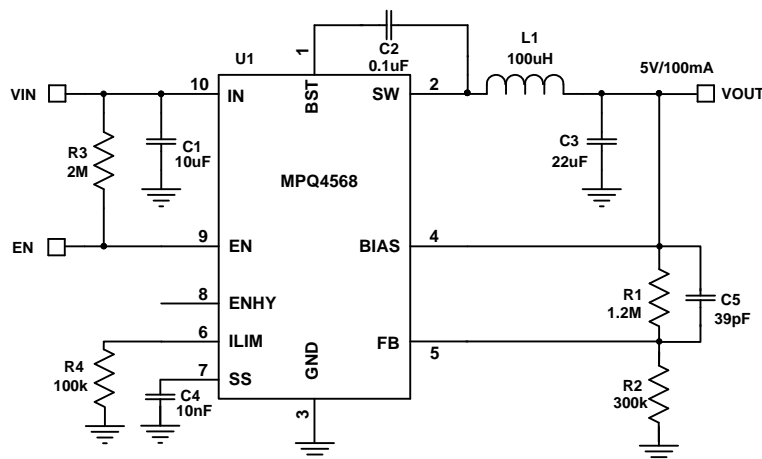 U1
1
C2
0.1uF
L1
100uH
5V/100mA
VIN
10
IN
BST
SW
2
VOUT
R3
2M
C1
10uF
C3
22uF
MPQ4568
EN
9
EN
BIAS
4
8
ENHY
R1
1.2M
C5
39pF
6
ILIM
FB
5
R4
100k
7
SS
GND
C4
10nF
3
R2
300k